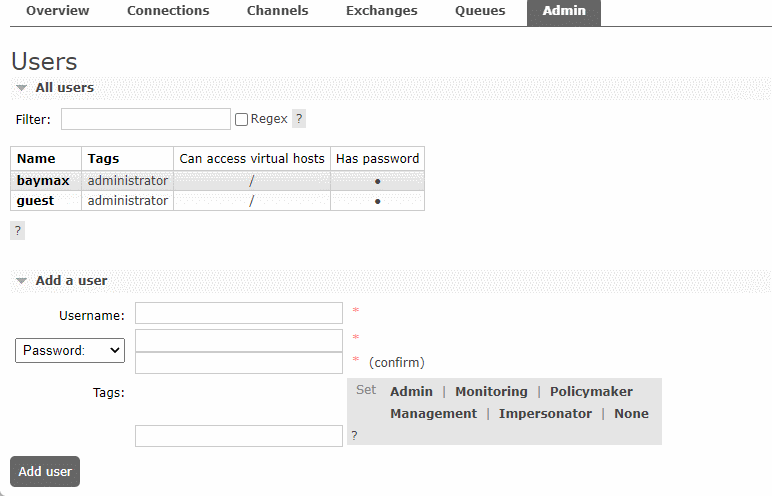 Overview Connections Channels Exchanges Queues Admin
Users
All users
Filter: Regex ?
Name Tags Can access virtual hosts Has password
baymax administrator / •
guest administrator / •
?
Add a user
Username: *
Password: *
* (confirm)
Tags: Set Admin | Monitoring | Policymaker
Management | Impersonator | None
?
Add user